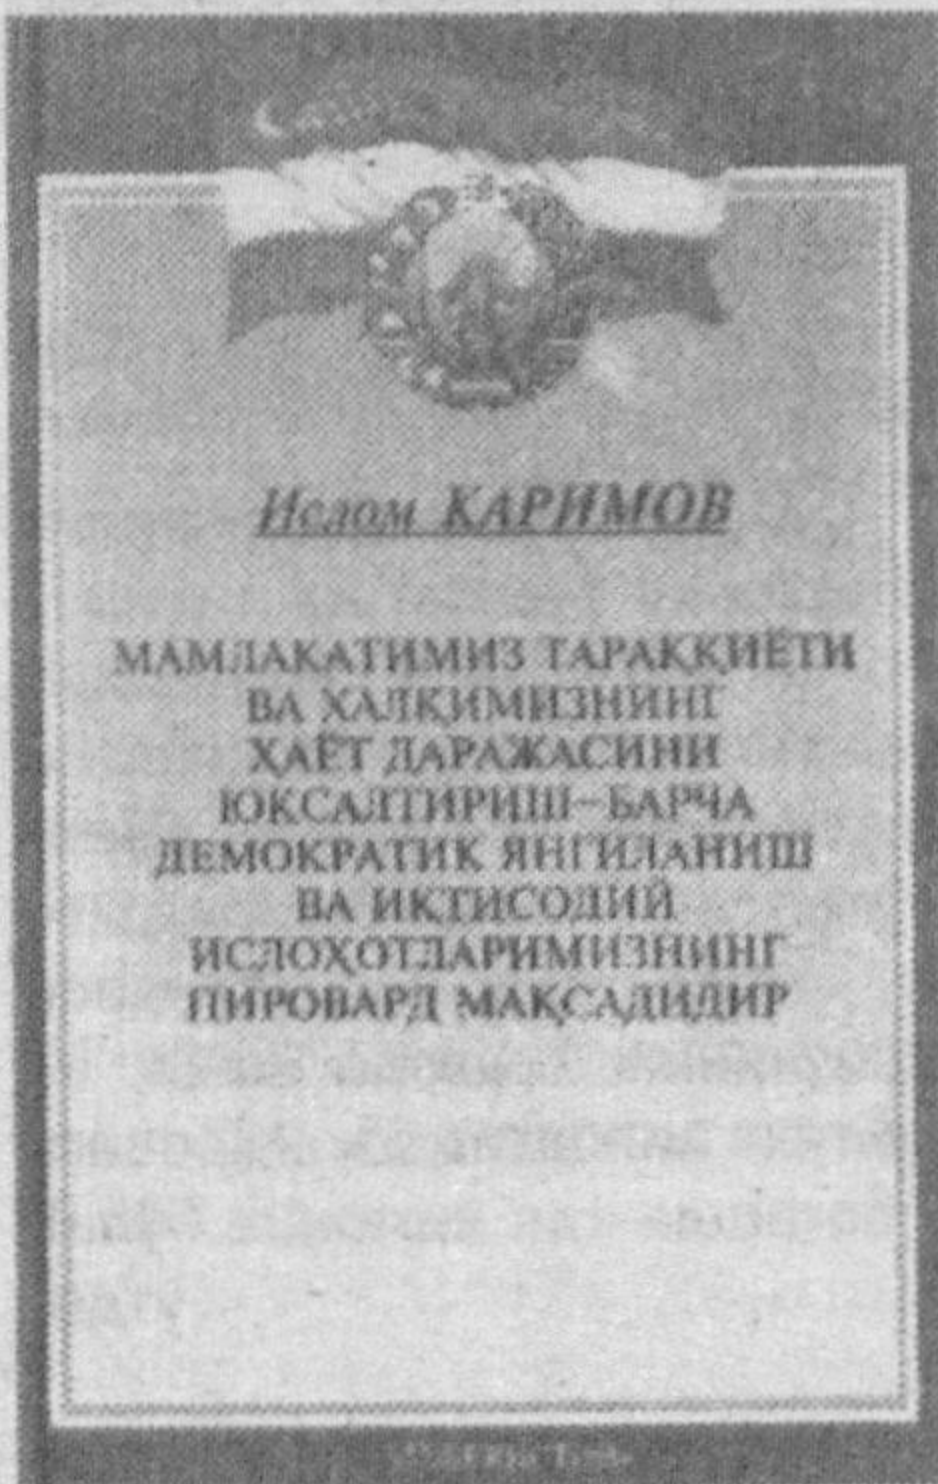 Ислом КАРИМОВ
МАМЛАКАТИМИЗ ТАРАҚҚИЁТИ
ВА ХАЛҚИМИЗНИНГ
ҲАЁТ ДАРАЖАСИНИ
ЮКСАЛТИРИШ–БАРЧА
ДЕМОКРАТИК ЯНГИЛАНИШ
ВА ИҚТИСОДИЙ
ИСЛОҲОТЛАРИМИЗНИНГ
ПИРОВАРД МАҚСАДИДИР